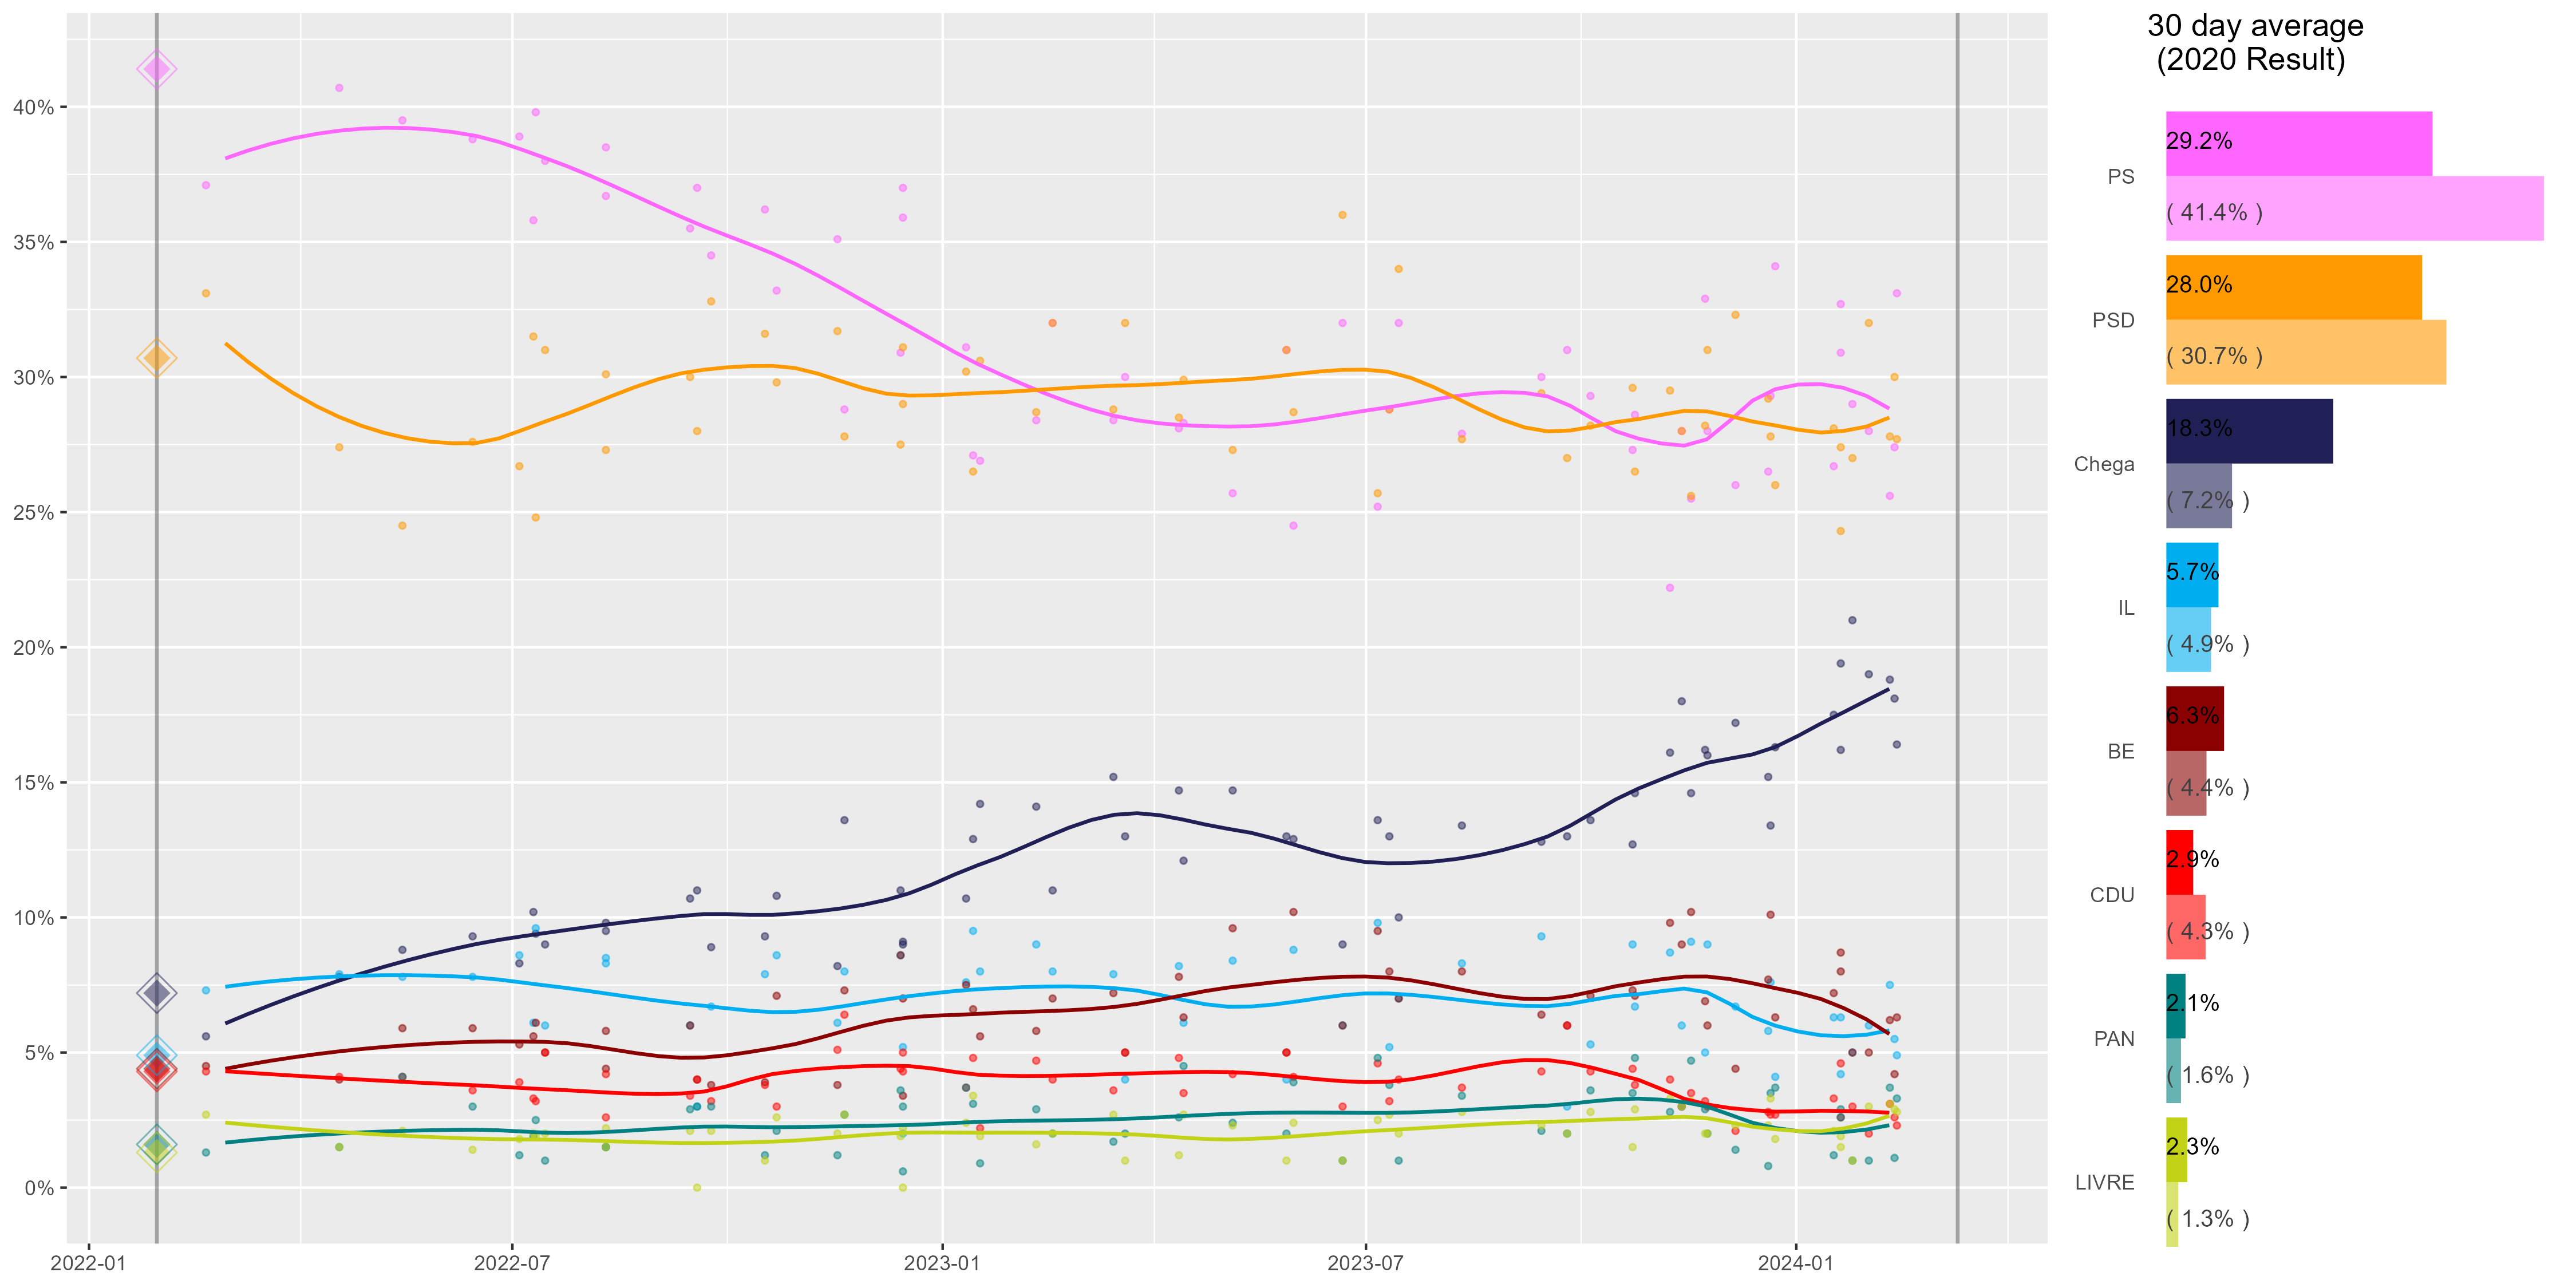 30 day average
(2020 Result)
40%
35%
30%
25%
20%
15%
10%
5%
0%
2022-01
2022-07
2023-01
2023-07
2024-01
PS
29.2%
( 41.4% )
PSD
28.0%
( 30.7% )
Chega
18.3%
( 7.2% )
IL
5.7%
( 4.9% )
BE
6.3%
( 4.4% )
CDU
2.9%
( 4.3% )
PAN
2.1%
( 1.6% )
LIVRE
2.3%
( 1.3% )